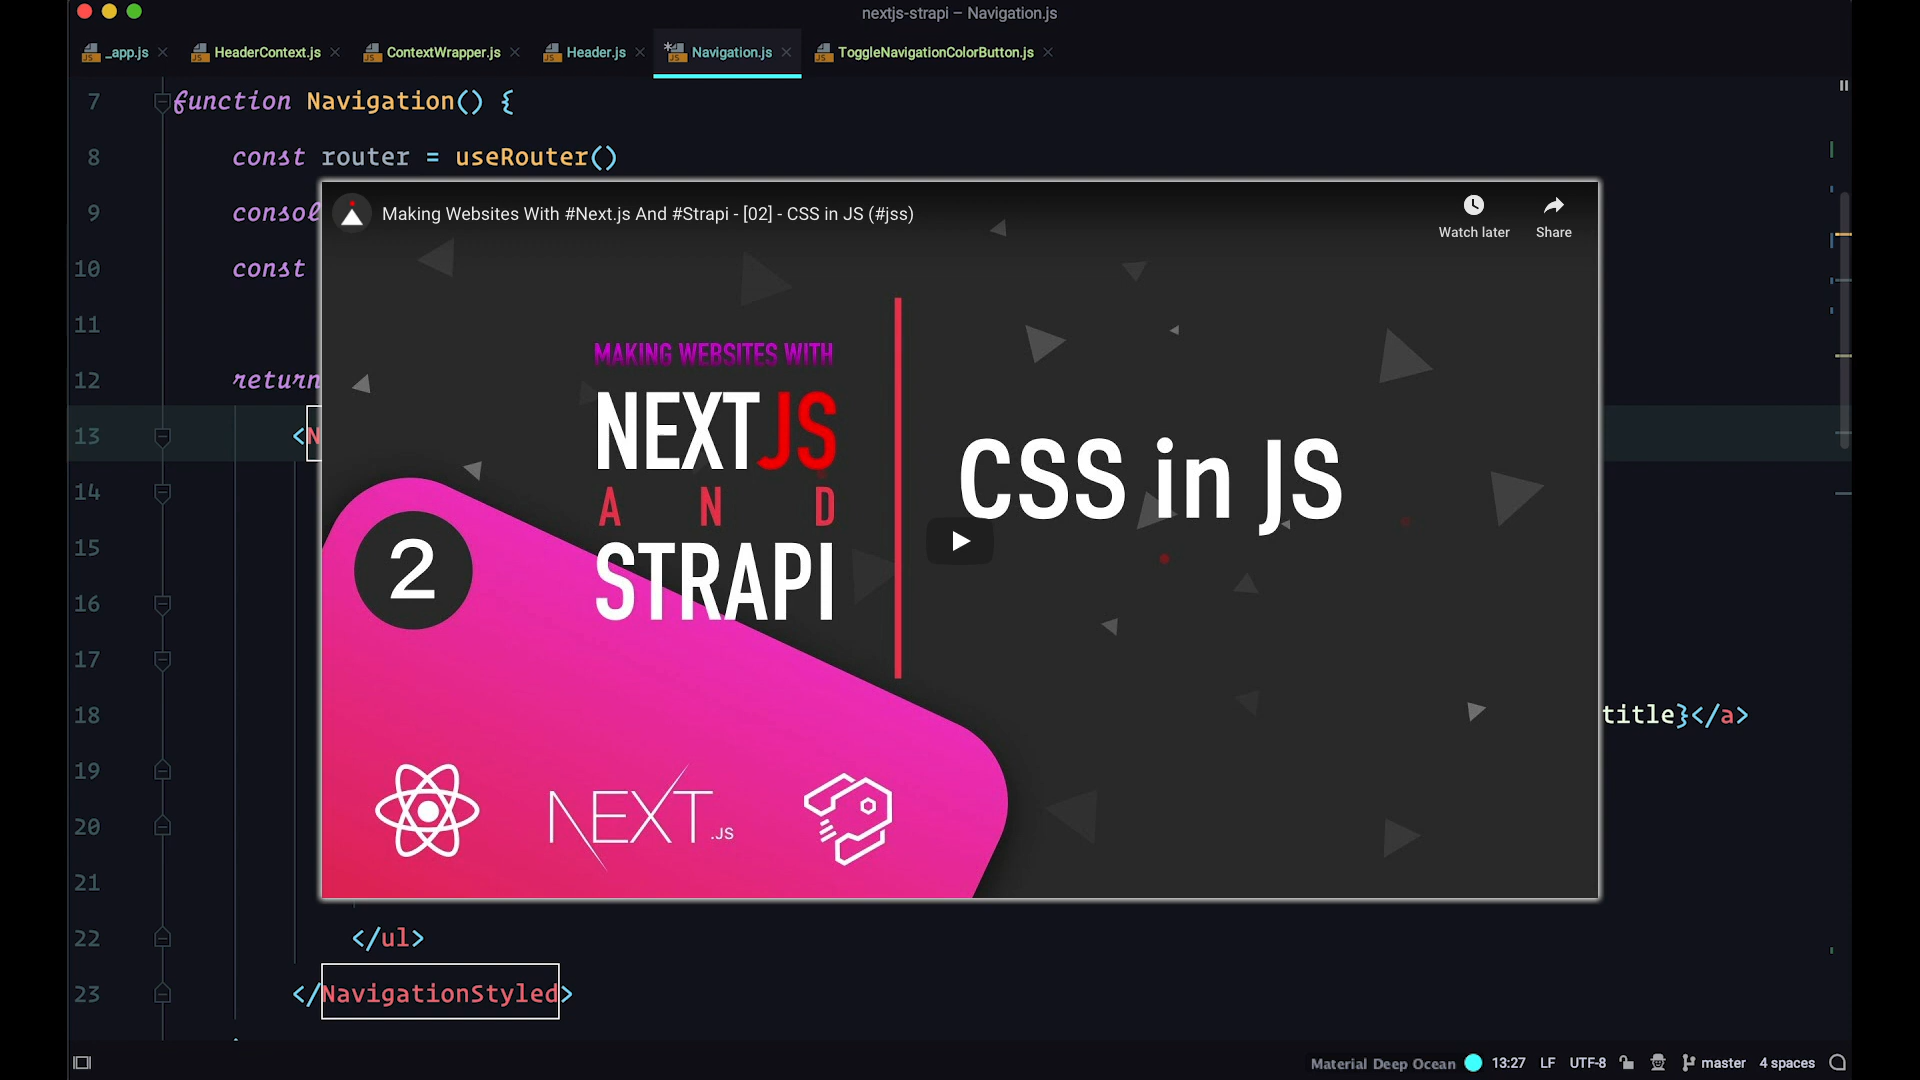 nextjs-strapi – Navigation.js
_app.js
HeaderContext.js
ContextWrapper.js
Header.js
Navigation.js
ToggleNavigationColorButton.js
7 function Navigation() {
8 const router = useRouter()
9 consol
10 const
11
12 return
13 <N
14
15
16
17
18 title}</a>
19
20
21
22 </ul>
23 </NavigationStyled>
Making Websites With #Next.js And #Strapi - [02] - CSS in JS (#jss)
Watch later
Share
MAKING WEBSITES WITH
NEXTJS
AND
STRAPI
CSS in JS
2
NEXT.JS
Material Deep Ocean 13:27 LF UTF-8 master 4 spaces